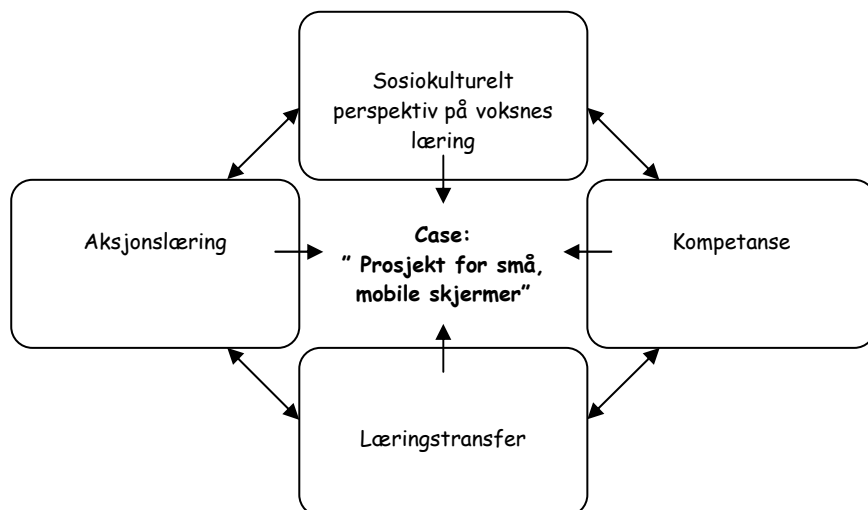 Sosiokulturelt
perspektiv på voksnes
læring
Aksjonslæring
Case:
” Prosjekt for små,
mobile skjermer”
Kompetanse
Læringstransfer